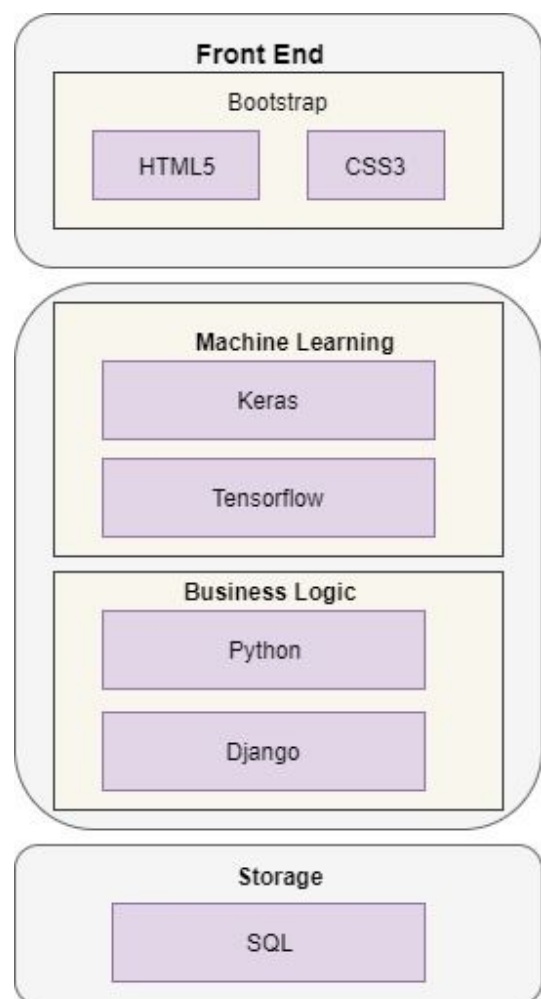 Front End
Bootstrap
HTML5 CSS3
Machine Learning
Keras
Tensorflow
Business Logic
Python
Django
Storage
SQL